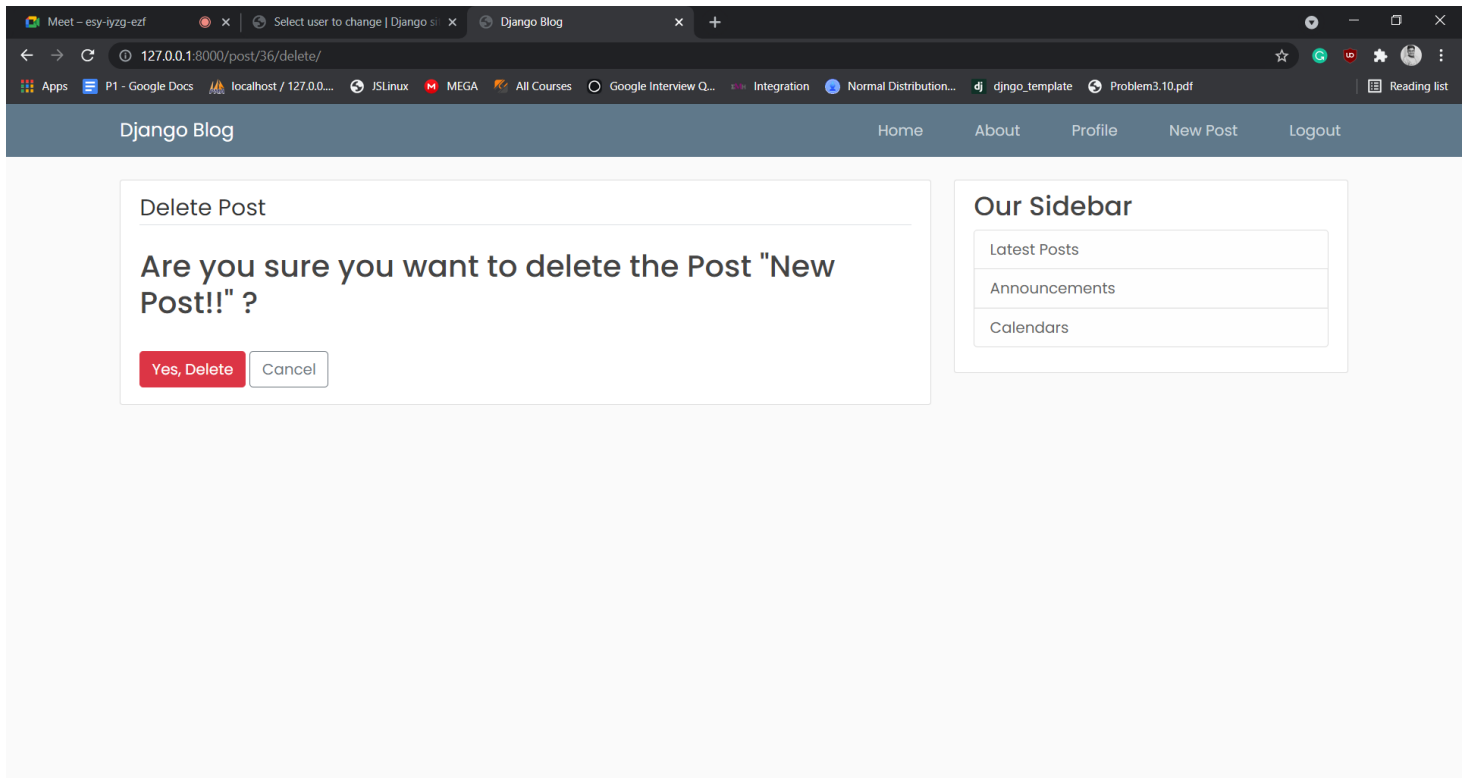 Meet – esy-iyzg-ezf
Select user to change | Django si
Django Blog
127.0.0.1:8000/post/36/delete/
Apps
P1 - Google Docs
localhost / 127.0.0....
JSLinux
MEGA
All Courses
Google Interview Q...
Integration
Normal Distribution...
dj
djngo_template
Problem3.10.pdf
Reading list
Django Blog
Home
About
Profile
New Post
Logout
Delete Post
Are you sure you want to delete the Post "New
Post!!" ?
Yes, Delete
Cancel
Our Sidebar
Latest Posts
Announcements
Calendars